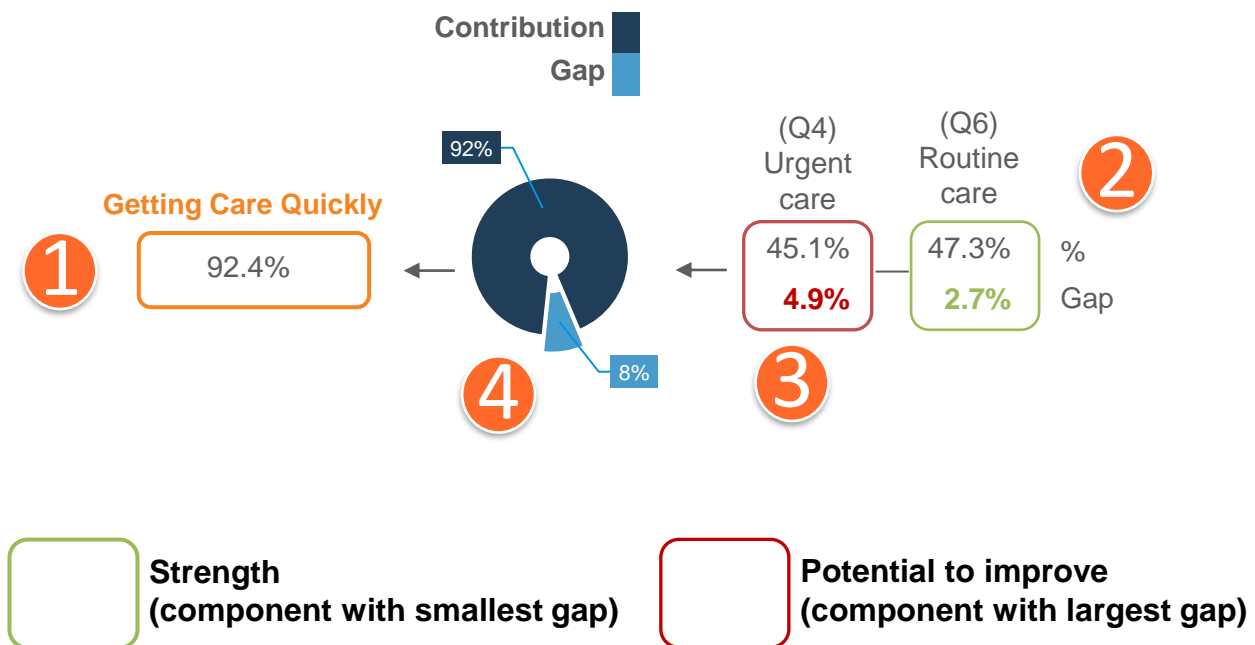 Contribution
Gap
92%
(Q4)
Urgent
care
(Q6)
Routine
care
2
Getting Care Quickly
1
92.4%
45.1%
47.3%
%
4.9%
2.7%
Gap
4
8%
3
Strength
(component with smallest gap)
Potential to improve
(component with largest gap)